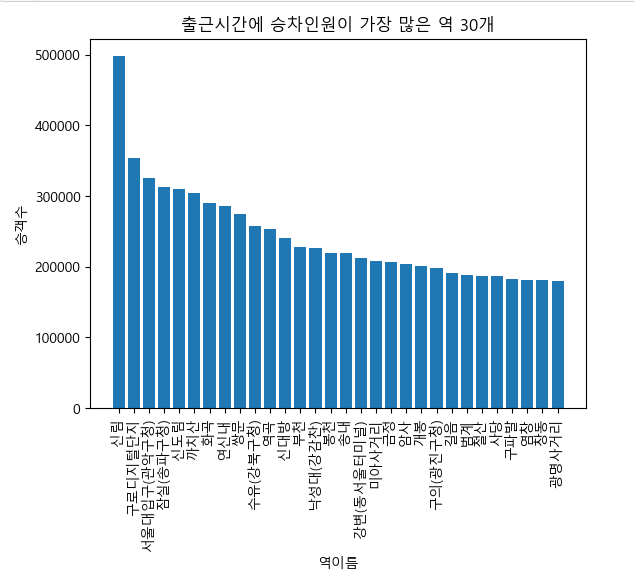 출근시간에 승차인원이 가장 많은 역 30개
승객수
500000
400000
300000
200000
100000
0
신림
구로디지털단지
서울대입구(관악구청)
잠실(송파구청)
신도림
까치산
화곡
연신내
쌍문
수유(강북구청)
역곡
신대방
부천
낙성대(강감찬)
봉천
송내
강변(동서울터미널)
미아사거리
금정
암사
개봉
구의(광진구청)
길음
범계
철산
사당
구파발
염창
창동
광명사거리
역이름